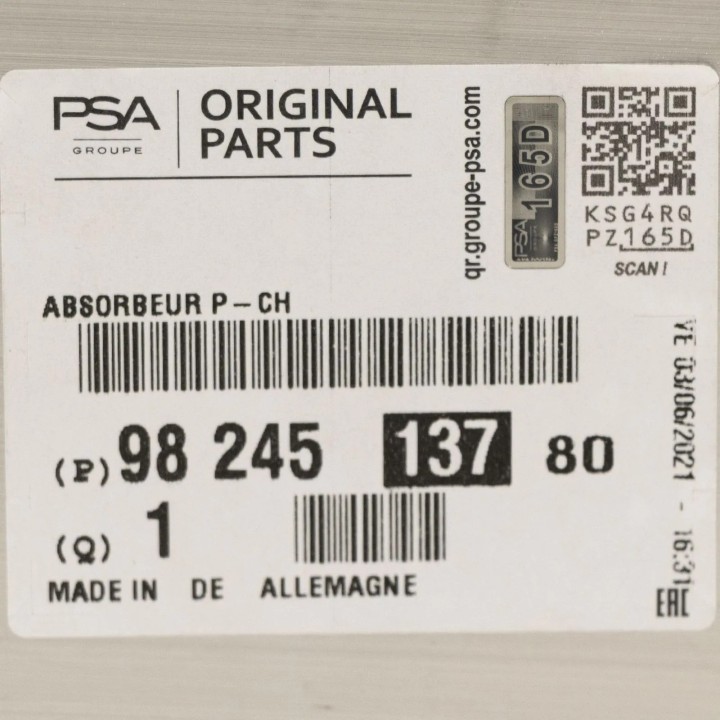 PSA
GROUPE
ORIGINAL
PARTS
qr.groupe-psa.com
PSA
165D
KSG4RQ
PZ165D
SCAN !
ABSORBEUR P-CH
VE 03/06/2021 - 16:31
(P) 98 245 137 80
(Q) 1
MADE IN DE ALLEMAGNE
EAC